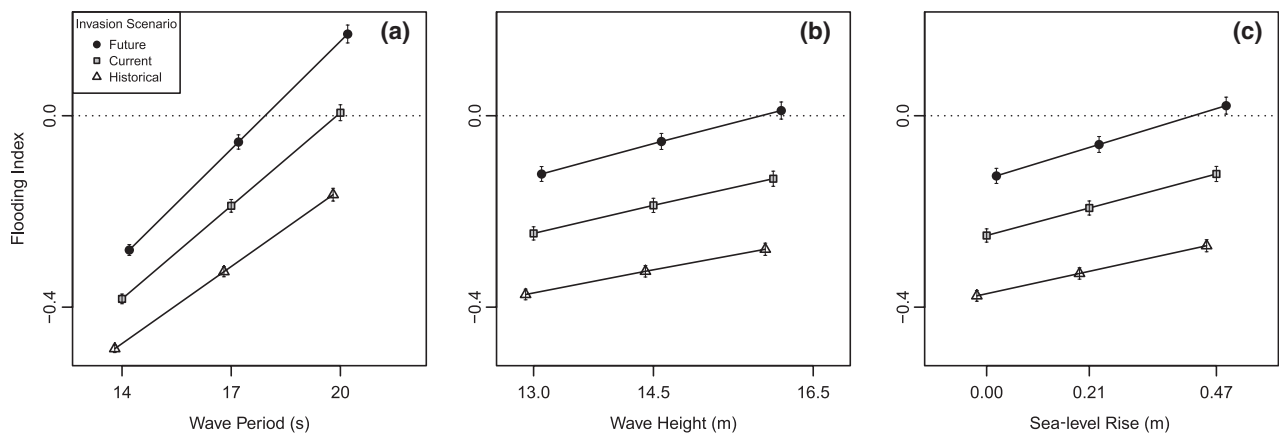 Invasion Scenario
Future
Current
Historical
(a)
(b)
(c)
Flooding Index
0.0
−0.4
0.0
−0.4
0.0
−0.4
14 17 20
13.0 14.5 16.5
0.00 0.21 0.47
Wave Period (s)
Wave Height (m)
Sea-level Rise (m)